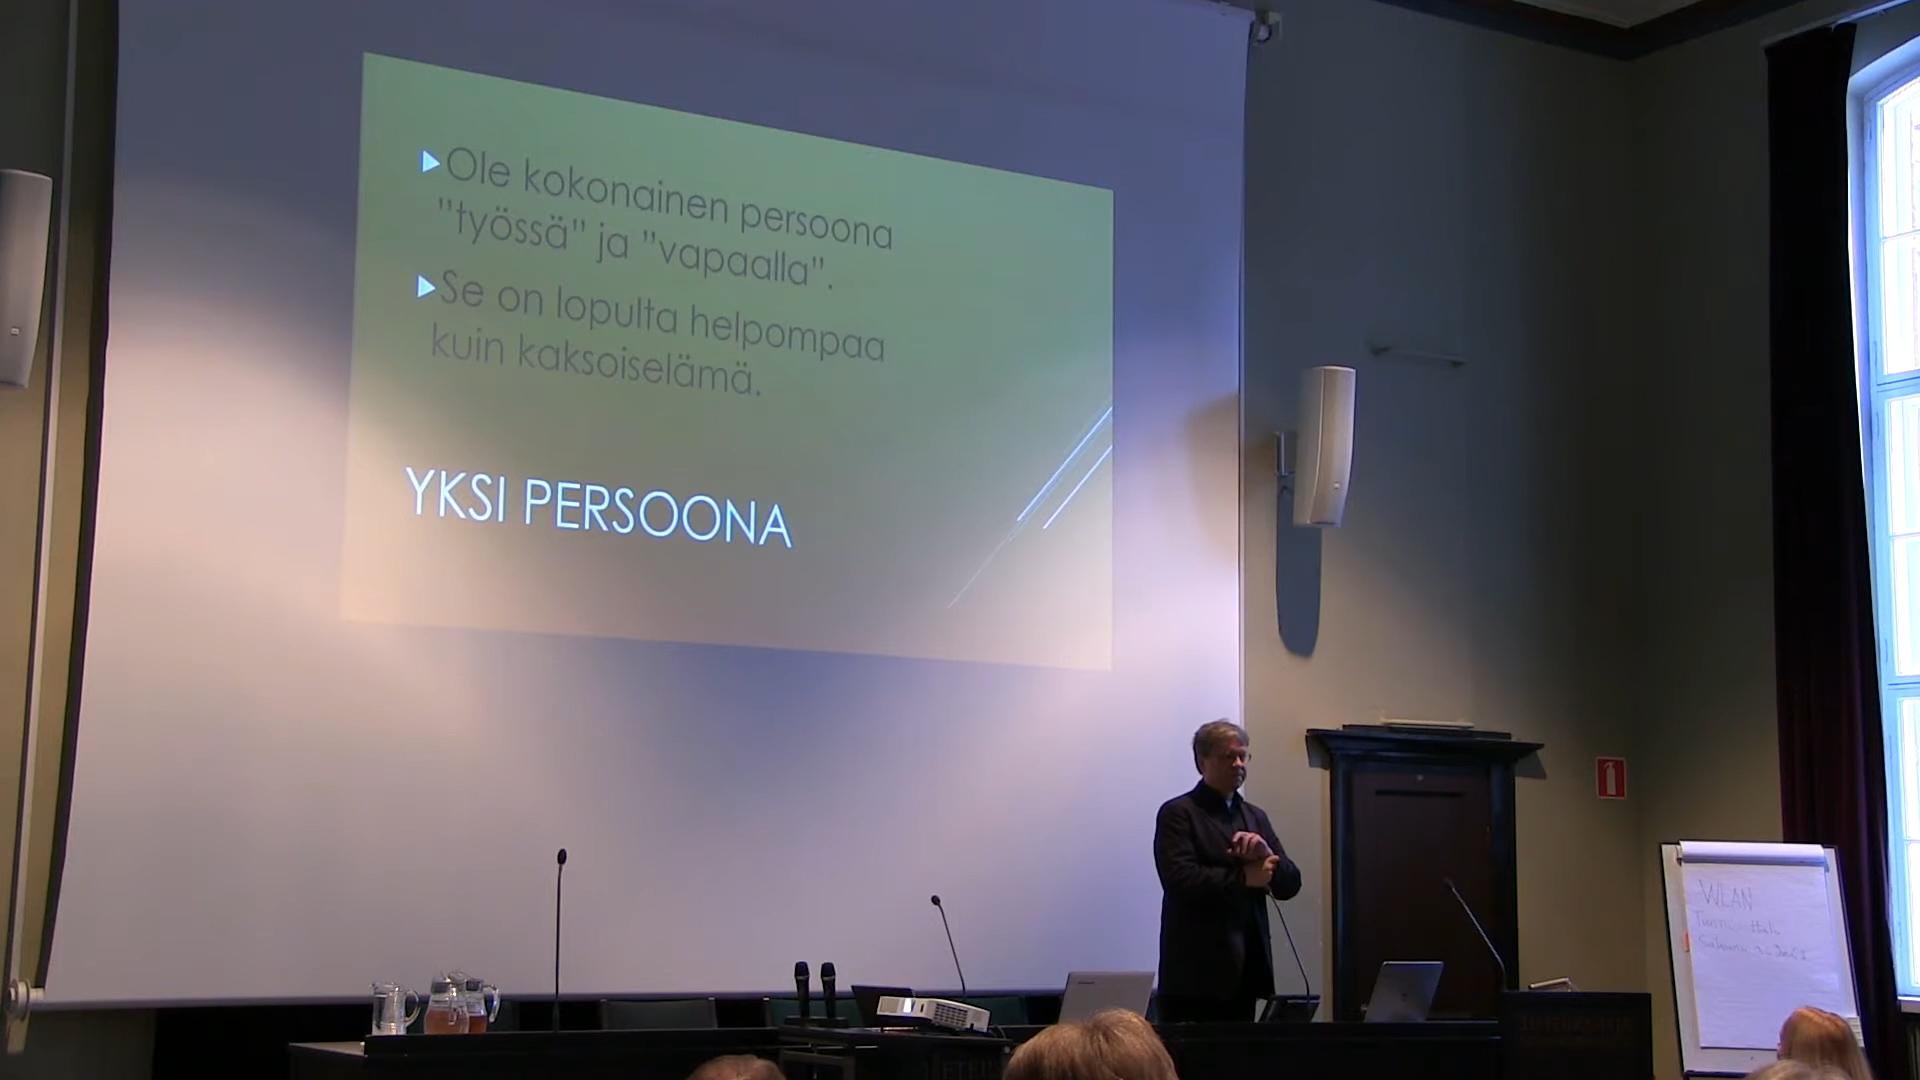 Ole kokonainen persoona
"työssä" ja "vapaalla".
Se on lopulta helpompaa
kuin kaksoiselämä.
YKSI PERSOONA
WLAN